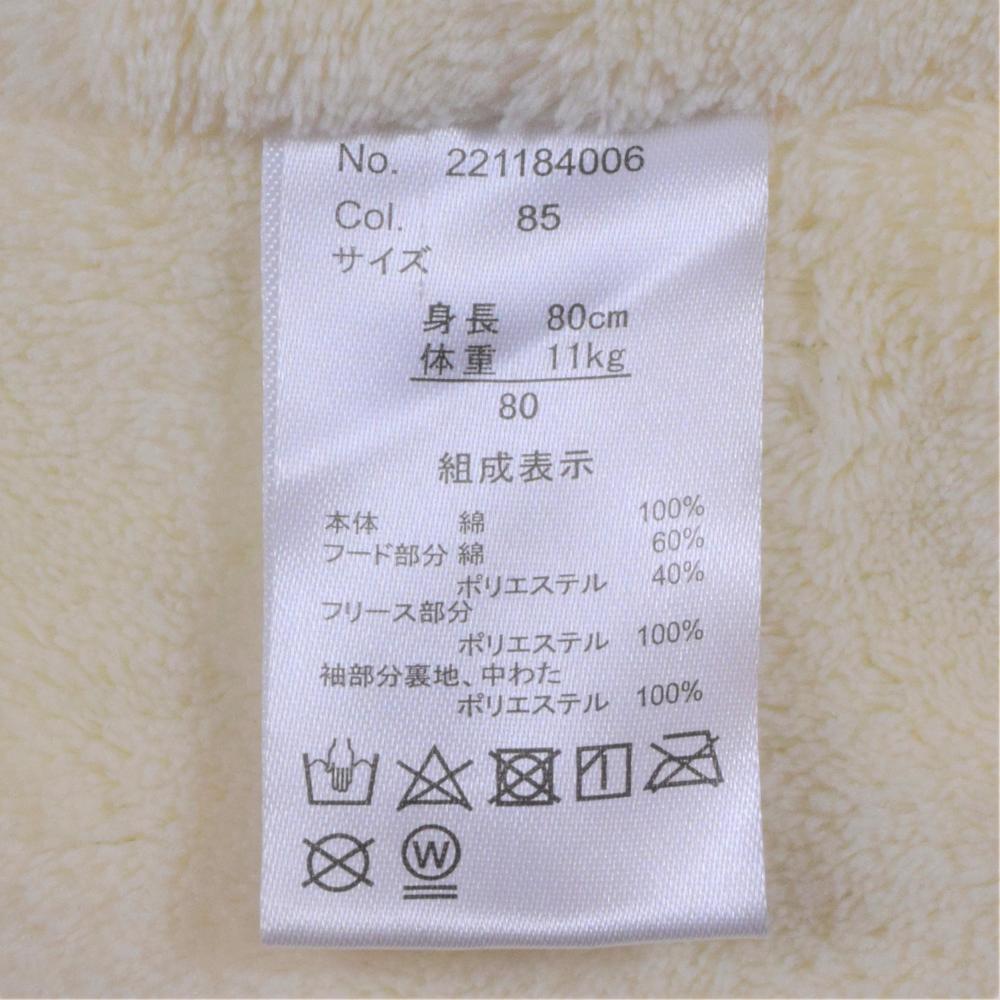 No. 221184006
Col. 85
サイズ
身長 80cm
体重 11kg
80
組成表示
本体 綿 100%
フード部分 綿 60%
ポリエステル 40%
フリース部分
ポリエステル 100%
袖部分裏地、中わた
ポリエステル 100%
W